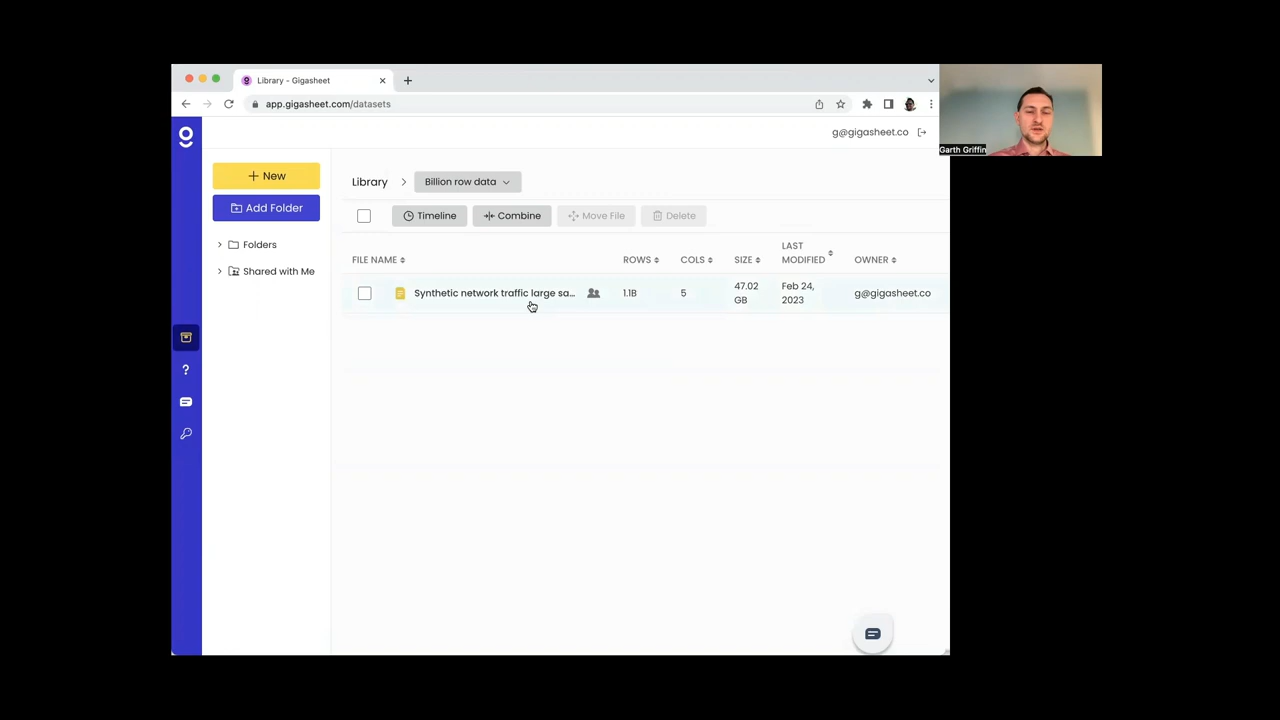 Library - Gigasheet
app.gigasheet.com/datasets
g@gigasheet.co
Garth Griffin
+ New
Add Folder
Folders
Shared with Me
Library > Billion row data
Timeline Combine Move File Delete
FILE NAME ROWS COLS SIZE LAST MODIFIED OWNER
Synthetic network traffic large sa... 1.1B 5 47.02 GB Feb 24, 2023 g@gigasheet.co